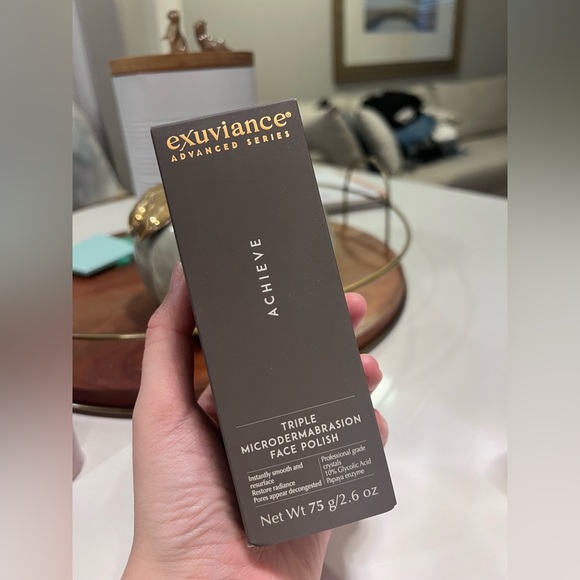 exuviance®
ADVANCED SERIES
ACHIEVE
TRIPLE
MICRODERMABRASION
FACE POLISH
Instantly smooth and
resurface
Restore radiance
Pores appear decongested
Professional grade
crystals
10% Glycolic Acid
Papaya enzyme
Net Wt 75 g/2.6 oz